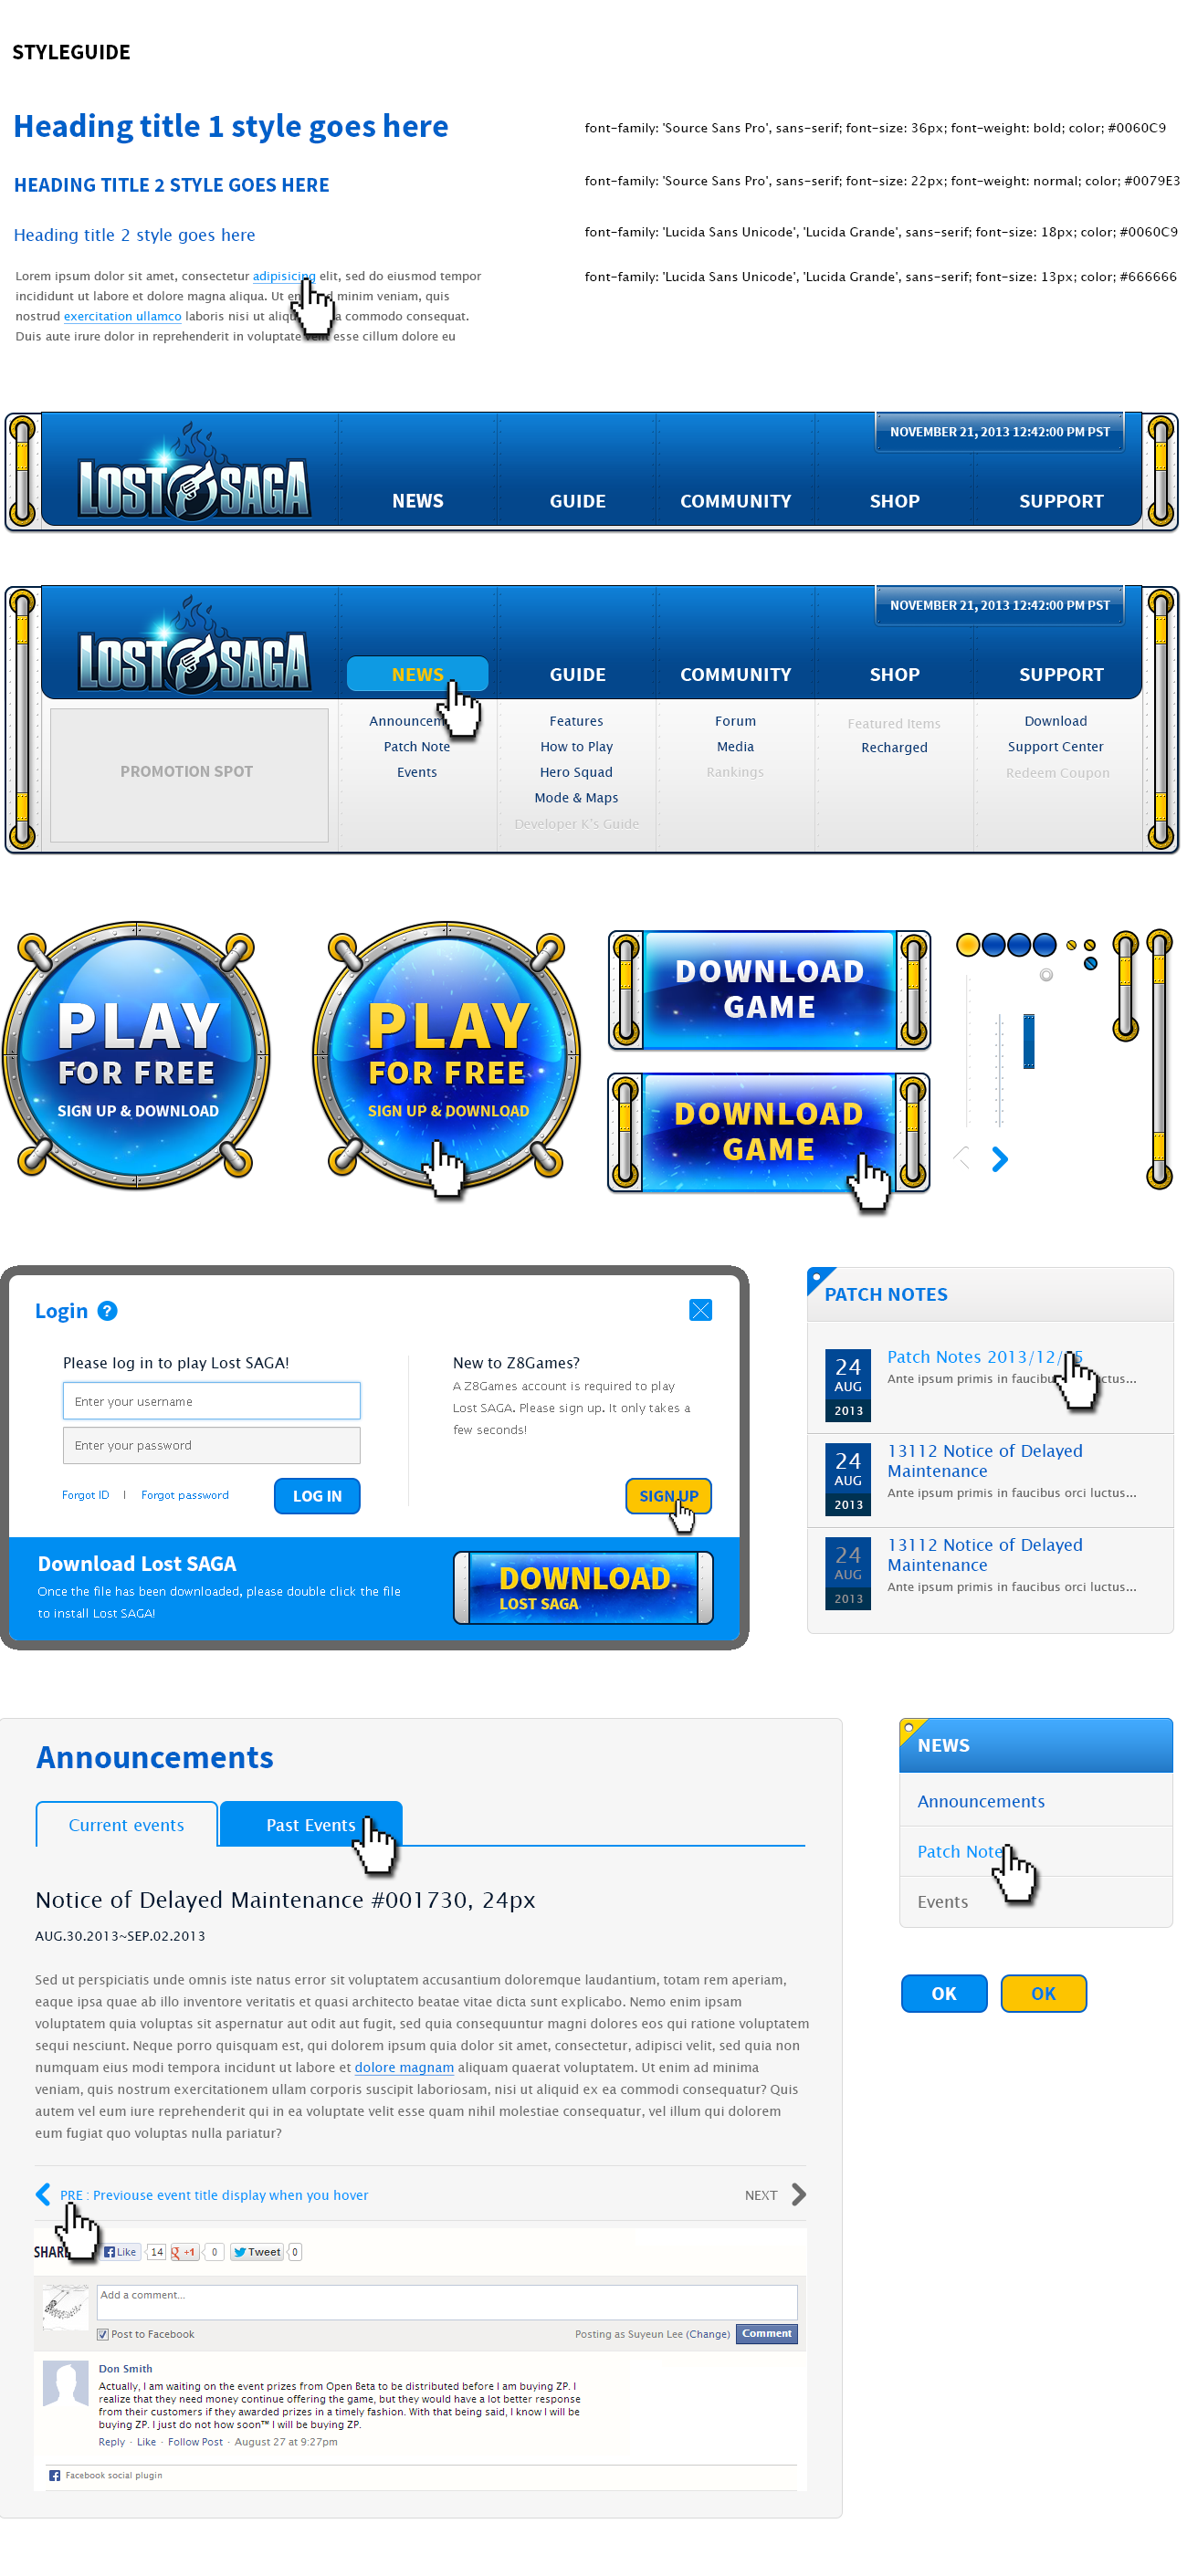 STYLEGUIDE
Heading title 1 style goes here
font-family: 'Source Sans Pro', sans-serif; font-size: 36px; font-weight: bold; color; #0060C9
HEADING TITLE 2 STYLE GOES HERE
font-family: 'Source Sans Pro', sans-serif; font-size: 22px; font-weight: normal; color; #0079E3
Heading title 2 style goes here
font-family: 'Lucida Sans Unicode', 'Lucida Grande', sans-serif; font-size: 18px; color; #0060C9
Lorem ipsum dolor sit amet, consectetur adipisicing elit, sed do eiusmod tempor
incididunt ut labore et dolore magna aliqua. Ut minim veniam, quis
nostrud exercitation ullamco laboris nisi ut commodo consequat.
Duis aute irure dolor in reprehenderit in voluptate esse cillum dolore eu
font-family: 'Lucida Sans Unicode', 'Lucida Grande', sans-serif; font-size: 13px; color; #666666
LOST SAGA
NOVEMBER 21, 2013 12:42:00 PM PST
NEWS GUIDE COMMUNITY SHOP SUPPORT
LOST SAGA
NOVEMBER 21, 2013 12:42:00 PM PST
NEWS GUIDE COMMUNITY SHOP SUPPORT
PROMOTION SPOT
Patch Note
Events
Features
How to Play
Hero Squad
Mode & Maps
Developer K's Guide
Forum
Media
Rankings
Featured Items
Recharged
Download
Support Center
Redeem Coupon
PLAY
FOR FREE
SIGN UP & DOWNLOAD
PLAY
FOR FREE
SIGN UP & DOWNLOAD
DOWNLOAD
GAME
DOWNLOAD
GAME
Login ?
Please log in to play Lost SAGA!
Enter your username
Enter your password
Forgot ID | Forgot password
LOG IN
New to Z8Games?
A Z8Games account is required to play
Lost SAGA. Please sign up. It only takes a
few seconds!
SIGN UP
Download Lost SAGA
Once the file has been downloaded, please double click the file
to install Lost SAGA!
DOWNLOAD
LOST SAGA
PATCH NOTES
24
AUG
2013
Patch Notes
Ante ipsum primis in
24
AUG
2013
13112 Notice of Delayed
Maintenance
Ante ipsum primis in faucibus orci luctus...
24
AUG
2013
13112 Notice of Delayed
Maintenance
Ante ipsum primis in faucibus orci luctus...
Announcements
Current events
Past Events
Notice of Delayed Maintenance #001730, 24px
AUG.30.2013~SEP.02.2013
Sed ut perspiciatis unde omnis iste natus error sit voluptatem accusantium doloremque laudantium, totam rem aperiam,
eaque ipsa quae ab illo inventore veritatis et quasi architecto beatae vitae dicta sunt explicabo. Nemo enim ipsam
voluptatem quia voluptas sit aspernatur aut odit aut fugit, sed quia consequuntur magni dolores eos qui ratione voluptatem
sequi nesciunt. Neque porro quisquam est, qui dolorem ipsum quia dolor sit amet, consectetur, adipisci velit, sed quia non
numquam eius modi tempora incidunt ut labore et dolore magnam aliquam quaerat voluptatem. Ut enim ad minima
veniam, quis nostrum exercitationem ullam corporis suscipit laboriosam, nisi ut aliquid ex ea commodi consequatur? Quis
autem vel eum iure reprehenderit qui in ea voluptate velit esse quam nihil molestiae consequatur, vel illum qui dolorem
eum fugiat quo voluptas nulla pariatur?
PRE : Previouse event title display when you hover
NEXT
Like 14 +1 0 Tweet 0
Add a comment...
Post to Facebook
Posting as Suyeun Lee (Change) Comment
Don Smith
Actually, I am waiting on the event prizes from Open Beta to be distributed before I am buying ZP. I
realize that they need money continue offering the game, but they would have a lot better response
from their customers if they awarded prizes in a timely fashion. With that being said, I know I will be
buying ZP. I just do not how soon™ I will be buying ZP.
Reply · Like · Follow Post · August 27 at 9:27pm
Facebook social plugin
NEWS
Announcements
Patch Note
Events
OK
OK